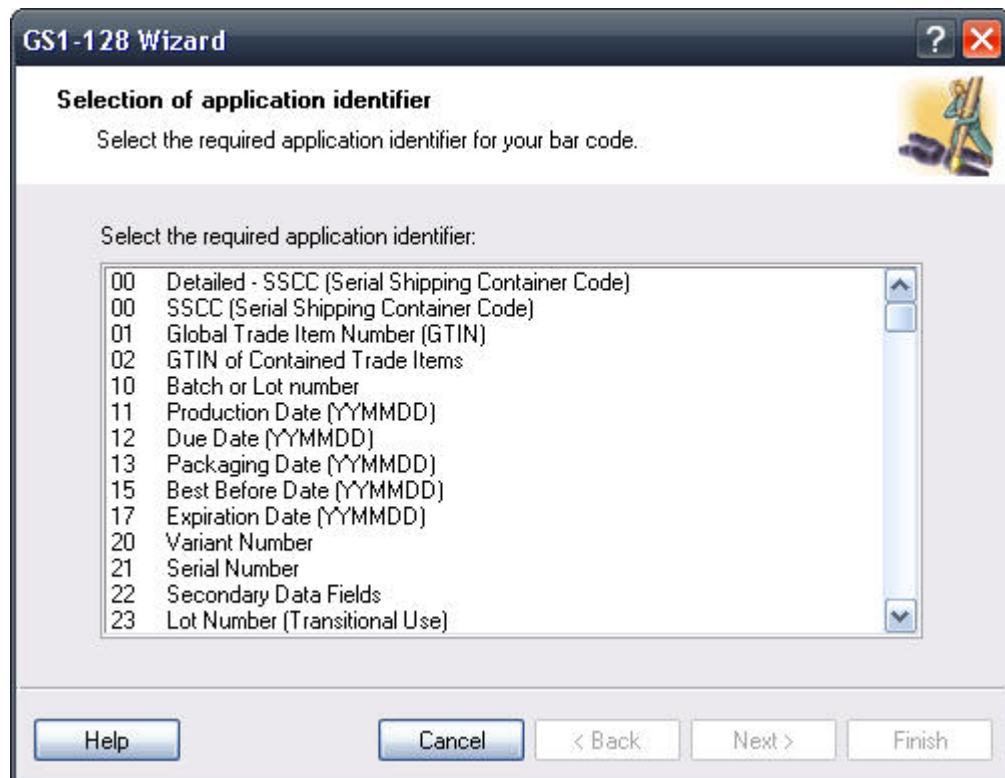 GS1-128 Wizard
Selection of application identifier
Select the required application identifier for your bar code.
Select the required application identifier:
00 Detailed - SSCC (Serial Shipping Container Code)
00 SSCC (Serial Shipping Container Code)
01 Global Trade Item Number (GTIN)
02 GTIN of Contained Trade Items
10 Batch or Lot number
11 Production Date (YYMMDD)
12 Due Date (YYMMDD)
13 Packaging Date (YYMMDD)
15 Best Before Date (YYMMDD)
17 Expiration Date (YYMMDD)
20 Variant Number
21 Serial Number
22 Secondary Data Fields
23 Lot Number (Transitional Use)
Help Cancel < Back Next > Finish